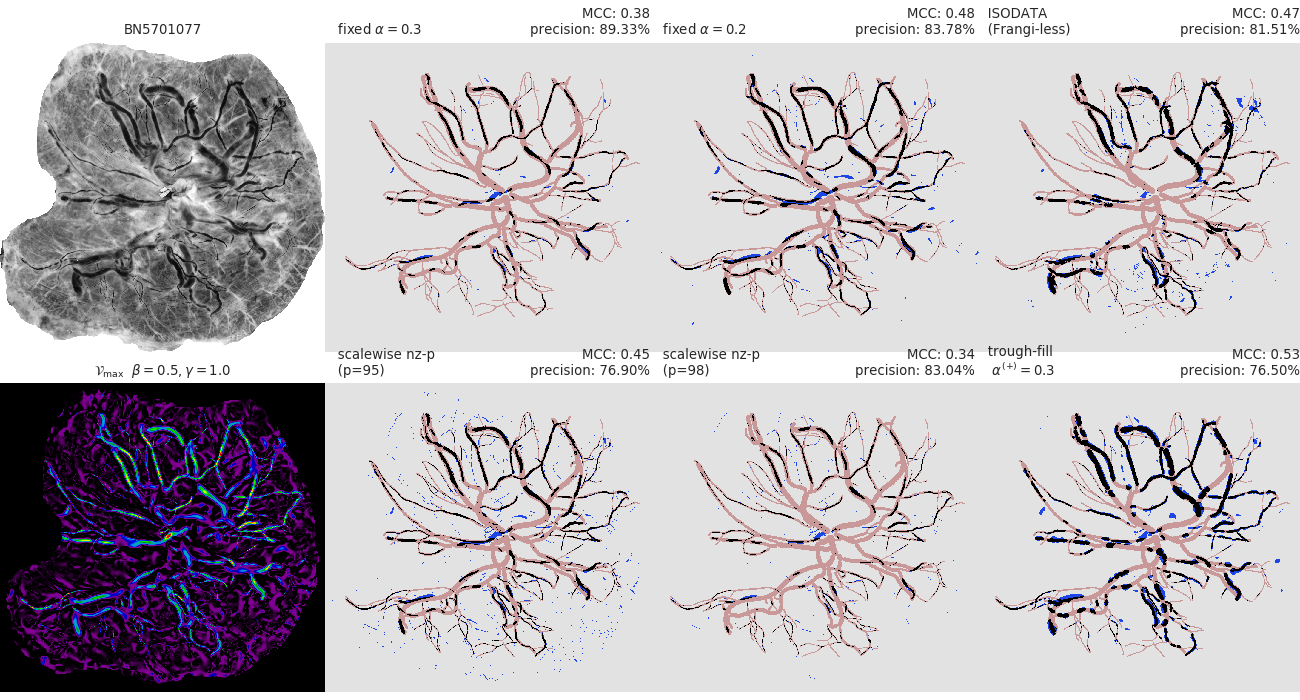 BN5701077
fixed α = 0.3
MCC: 0.38
precision: 89.33%
fixed α = 0.2
MCC: 0.48
precision: 83.78%
ISODATA
(Frangi-less)
MCC: 0.47
precision: 81.51%
𝒱max β = 0.5, γ = 1.0
scalewise nz-p
(p=95)
MCC: 0.45
precision: 76.90%
scalewise nz-p
(p=98)
MCC: 0.34
precision: 83.04%
trough-fill
α(+) = 0.3
MCC: 0.53
precision: 76.50%